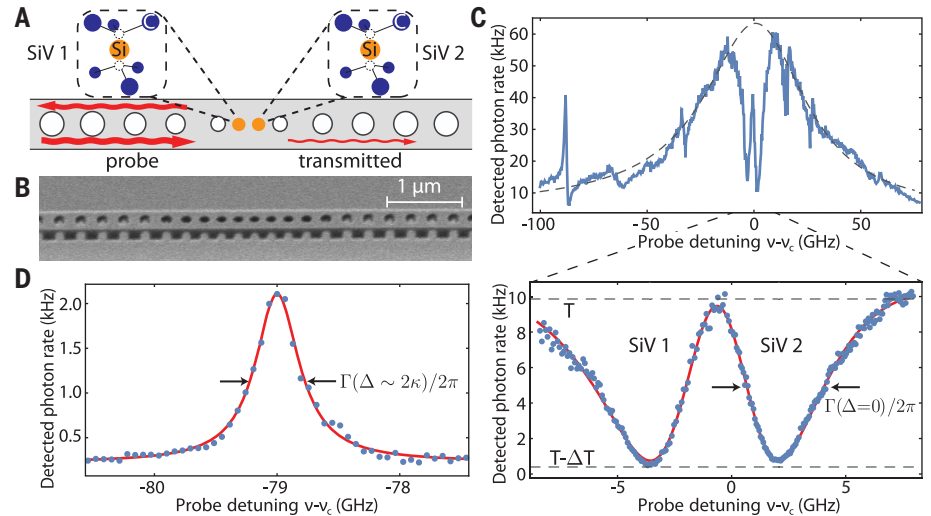 A
SiV 1
Si
Si
SiV 2
probe
transmitted
B
1 μm
C
Detected photon rate (kHz)
60
50
40
30
20
10
-100
-50
0
50
Probe detuning ν-νc (GHz)
D
Detected photon rate (kHz)
2.0
1.5
1.0
0.5
Γ(Δ ∼ 2κ)/2π
-80
-79
-78
Probe detuning ν-νc (GHz)
Detected photon rate (kHz)
10
8
6
4
2
0
T
SiV 1
SiV 2
Γ(Δ=0)/2π
T-ΔT
-5
0
5
Probe detuning ν-νc (GHz)